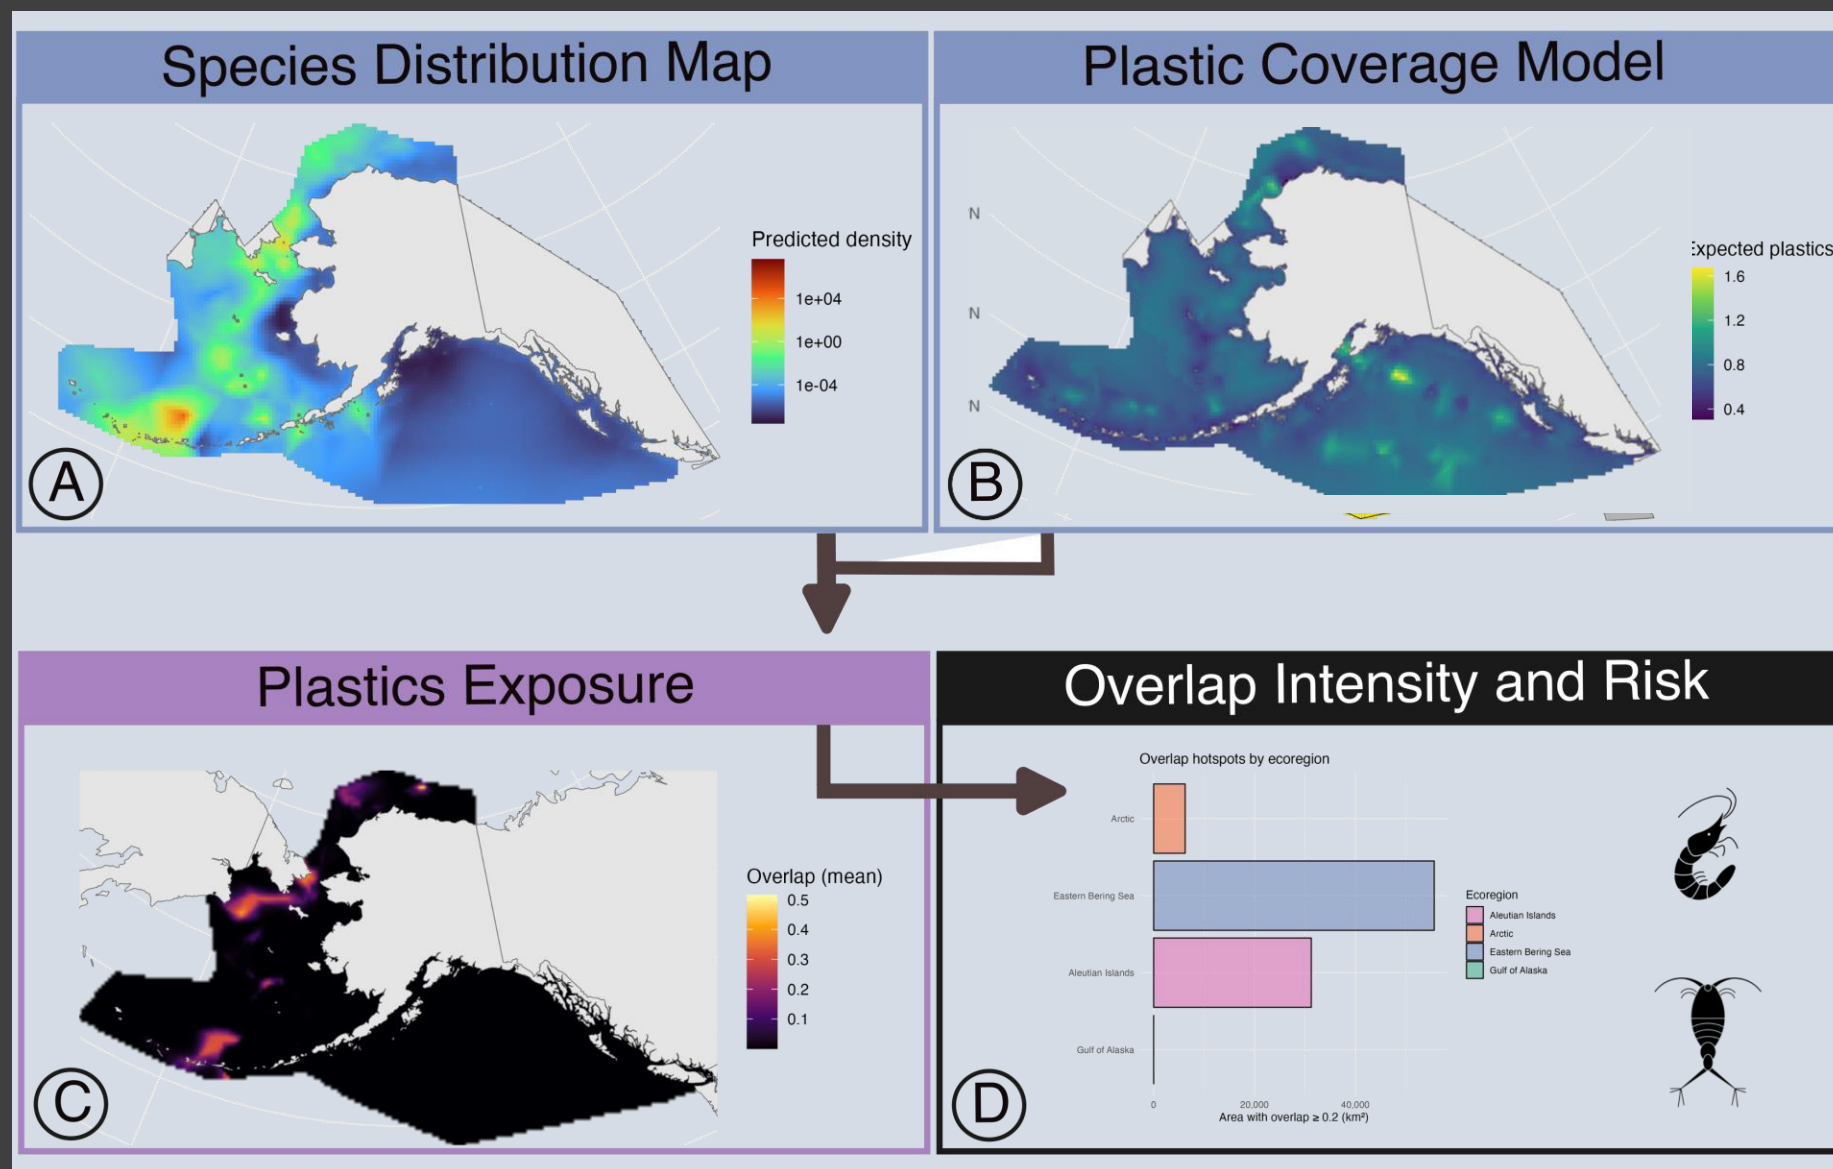 Species Distribution Map
Predicted density
1e+04
1e+00
1e-04
A
Plastic Coverage Model
N
N
N
Expected plastics
1.6
1.2
0.8
0.4
B
Plastics Exposure
Overlap (mean)
0.5
0.4
0.3
0.2
0.1
C
Overlap Intensity and Risk
Overlap hotspots by ecoregion
Arctic
Eastern Bering Sea
Aleutian Islands
Gulf of Alaska
0
20,000
40,000
Area with overlap ≥ 0.2 (km²)
Ecoregion
Aleutian Islands
Arctic
Eastern Bering Sea
Gulf of Alaska
D